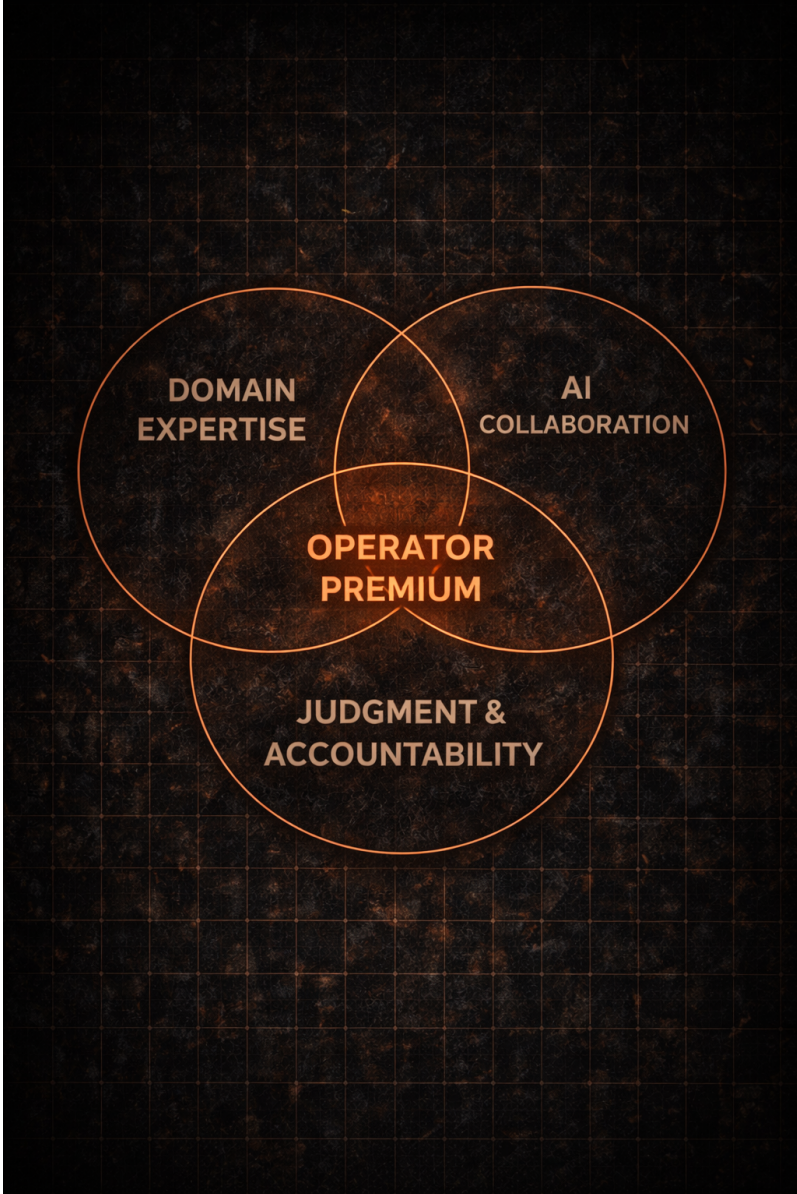 DOMAIN
EXPERTISE
AI
COLLABORATION
OPERATOR
PREMIUM
JUDGMENT &
ACCOUNTABILITY